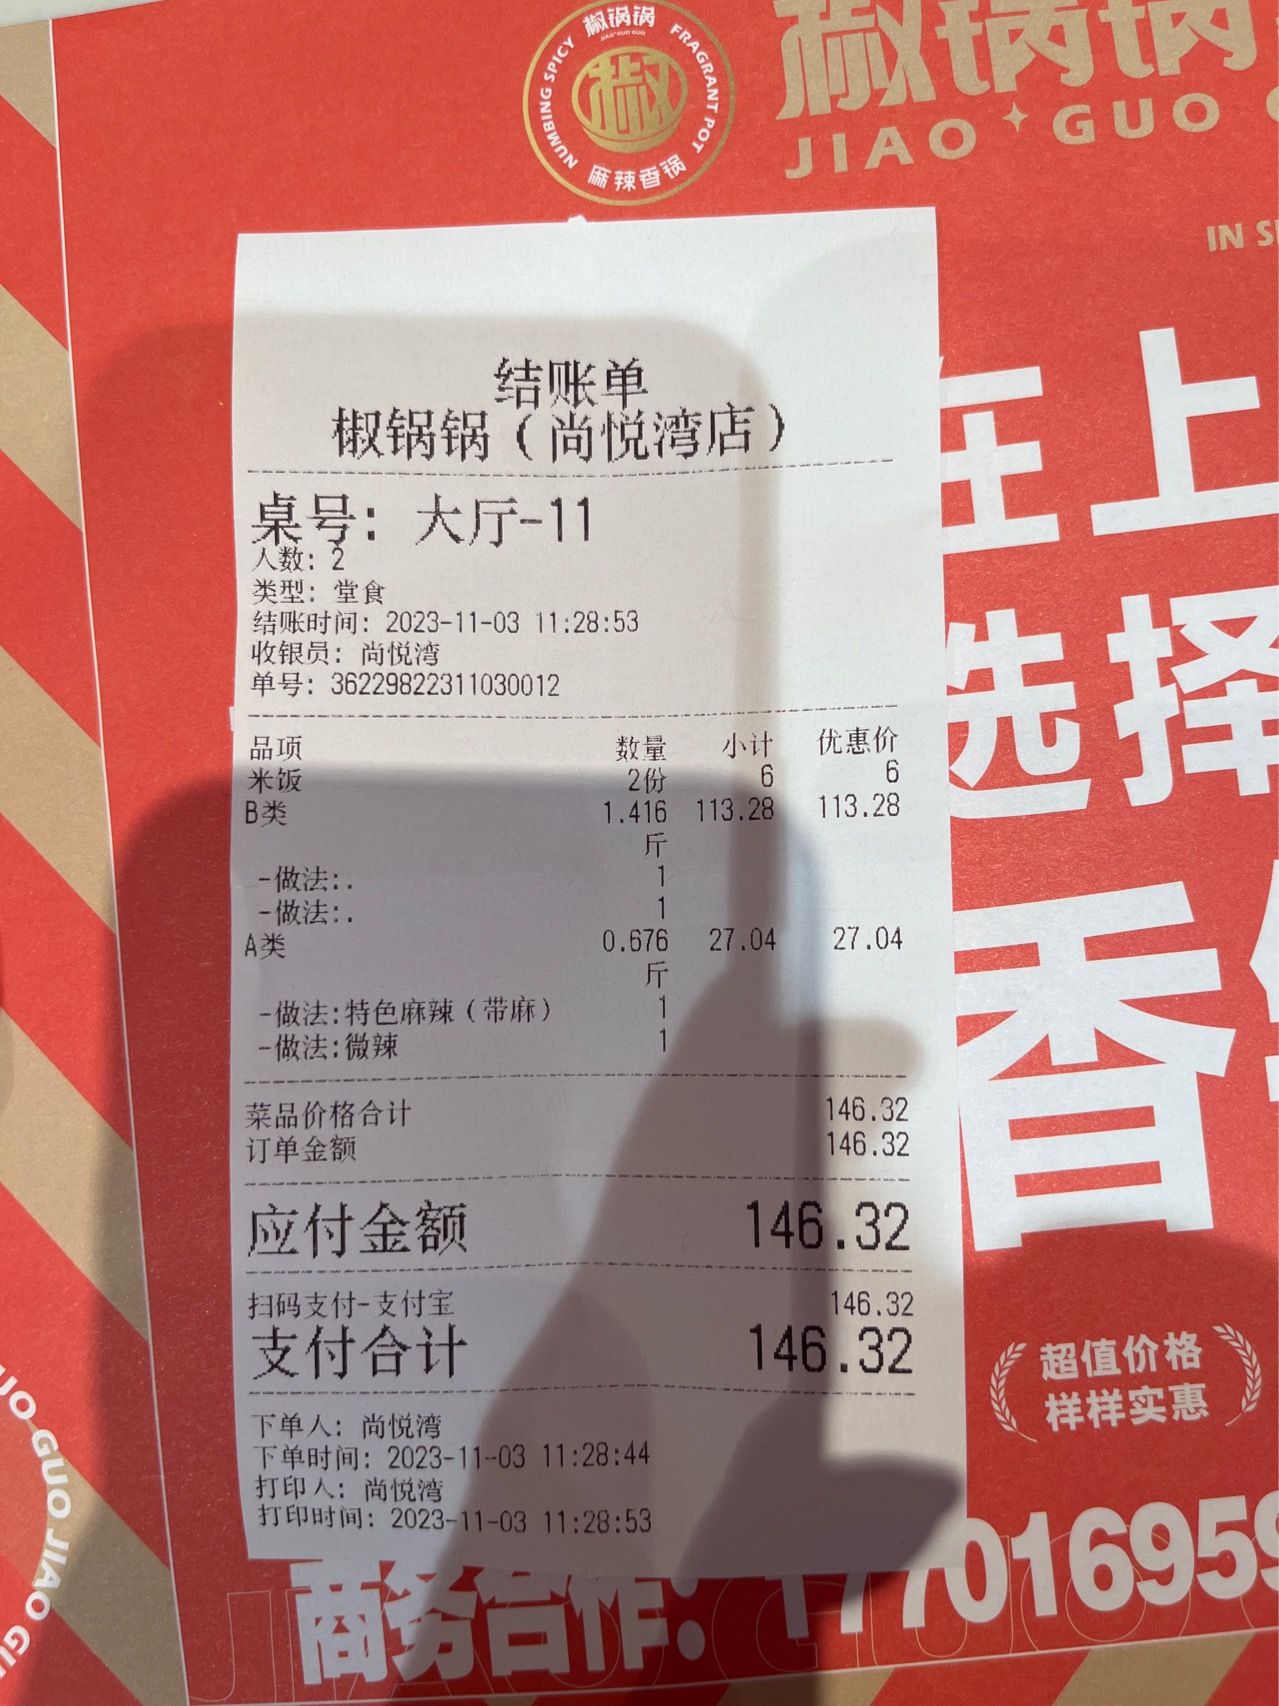 椒锅锅
JIAO GUO GUO
NUMBING SPICY
FRAGRANT POT
椒
麻辣香锅
椒锅锅
JIAO GUO
IN
在上
选择
香
结账单
椒锅锅（尚悦湾店）
桌号: 大厅-11
人数: 2
类型: 堂食
结账时间: 2023-11-03 11:28:53
收银员: 尚悦湾
单号: 36229822311030012
品项 数量 小计 优惠价
米饭 2份 6 6
B类 1.416 113.28 113.28
斤
-做法:. 1
-做法:. 1
A类 0.676 27.04 27.04
斤
-做法:特色麻辣（带麻） 1
-做法:微辣 1
菜品价格合计 146.32
订单金额 146.32
应付金额 146.32
扫码支付-支付宝 146.32
支付合计 146.32
下单人: 尚悦湾
下单时间: 2023-11-03 11:28:44
打印人: 尚悦湾
打印时间: 2023-11-03 11:28:53
超值价格
样样实惠
商务合作: 177016959
UO GUO JIAO GU